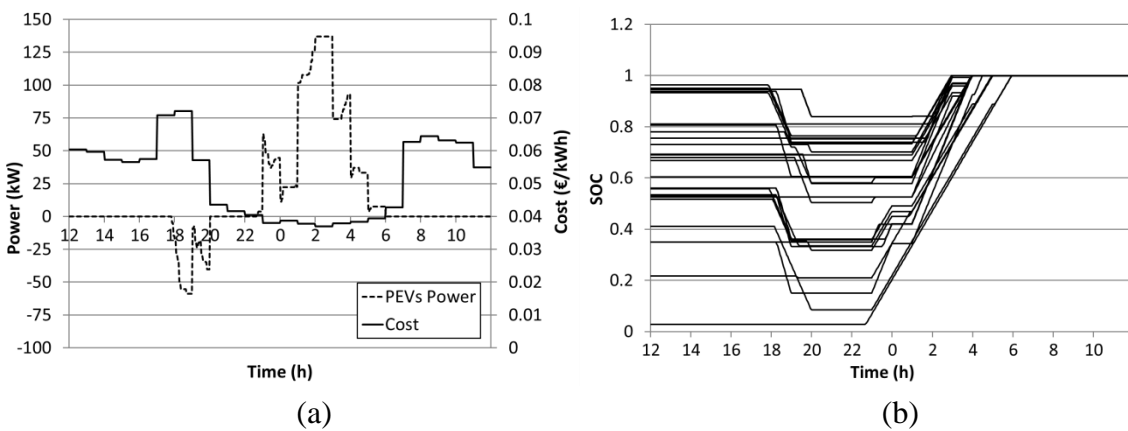 150
125
100
75
50
25
0
-25
-50
-75
-100
Power (kW)
12 14 16 18 20 22 0 2 4 6 8 10
0.1
0.09
0.08
0.07
0.06
0.05
0.04
0.03
0.02
0.01
0
Cost (€/kWh)
PEVs Power
Cost
Time (h)
(a)
1.2
1
0.8
0.6
0.4
0.2
0
SOC
12 14 16 18 20 22 0 2 4 6 8 10
Time (h)
(b)